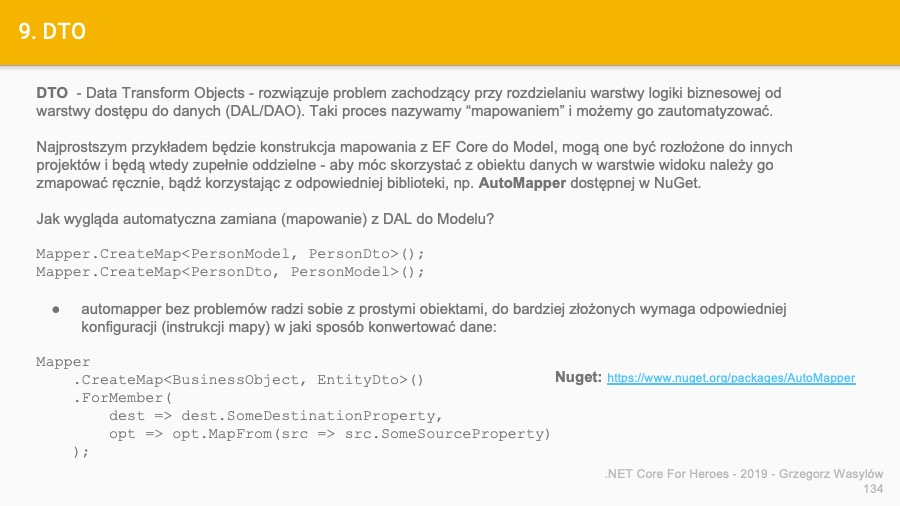 9. DTO
DTO - Data Transform Objects - rozwiązuje problem zachodzący przy rozdzielaniu warstwy logiki biznesowej od
warstwy dostępu do danych (DAL/DAO). Taki proces nazywamy “mapowaniem” i możemy go zautomatyzować.
Najprostszym przykładem będzie konstrukcja mapowania z EF Core do Model, mogą one być rozłożone do innych
projektów i będą wtedy zupełnie oddzielne - aby móc skorzystać z obiektu danych w warstwie widoku należy go
zmapować ręcznie, bądź korzystając z odpowiedniej biblioteki, np. AutoMapper dostępnej w NuGet.
Jak wygląda automatyczna zamiana (mapowanie) z DAL do Modelu?
Mapper.CreateMap<PersonModel, PersonDto>();
Mapper.CreateMap<PersonDto, PersonModel>();
● automapper bez problemów radzi sobie z prostymi obiektami, do bardziej złożonych wymaga odpowiedniej
konfiguracji (instrukcji mapy) w jaki sposób konwertować dane:
Mapper
.CreateMap<BusinessObject, EntityDto>()
.ForMember(
dest => dest.SomeDestinationProperty,
opt => opt.MapFrom(src => src.SomeSourceProperty)
);
Nuget: https://www.nuget.org/packages/AutoMapper
.NET Core For Heroes - 2019 - Grzegorz Wasylów
134